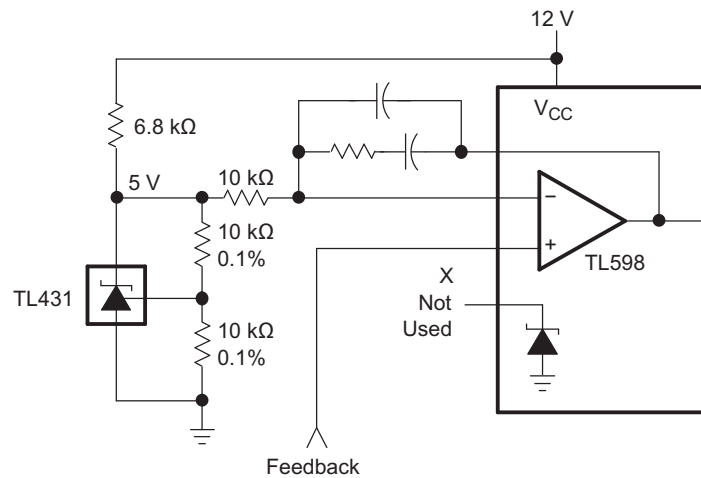 12 V
V_CC
6.8 kΩ
5 V
10 kΩ
10 kΩ
0.1%
−
+
TL598
TL431
X
Not
Used
10 kΩ
0.1%
Feedback